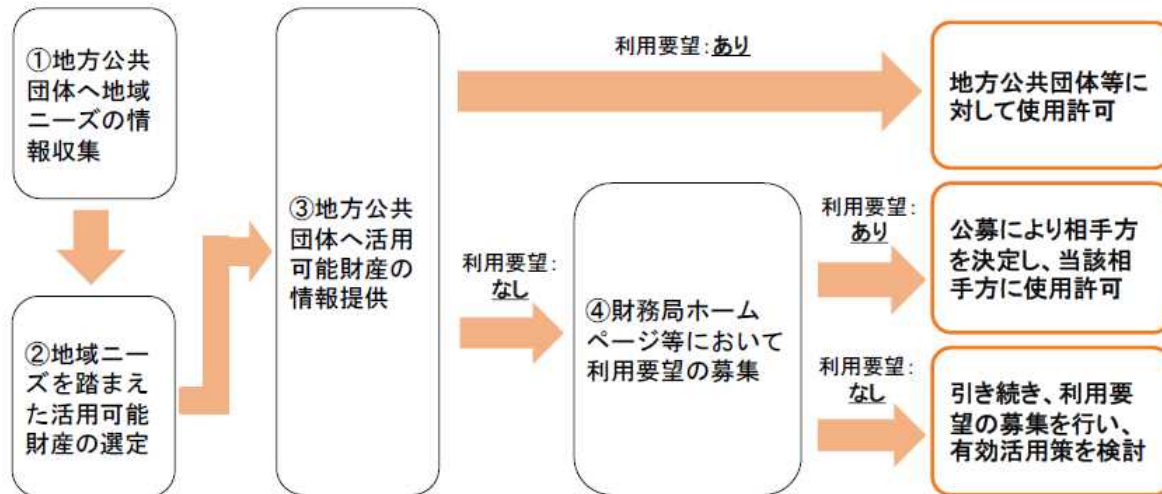 ①地方公共
団体へ地域
ニーズの情
報収集
②地域ニー
ズを踏まえ
た活用可能
財産の選定
③地方公共
団体へ活用
可能財産の
情報提供
利用要望:あり
地方公共団体等に
対して使用許可
利用要望:
なし
④財務局ホーム
ページ等において
利用要望の募集
利用要望:
あり
公募により相手方
を決定し、当該相
手方に使用許可
利用要望:
なし
引き続き、利用要
望の募集を行い、
有効活用策を検討